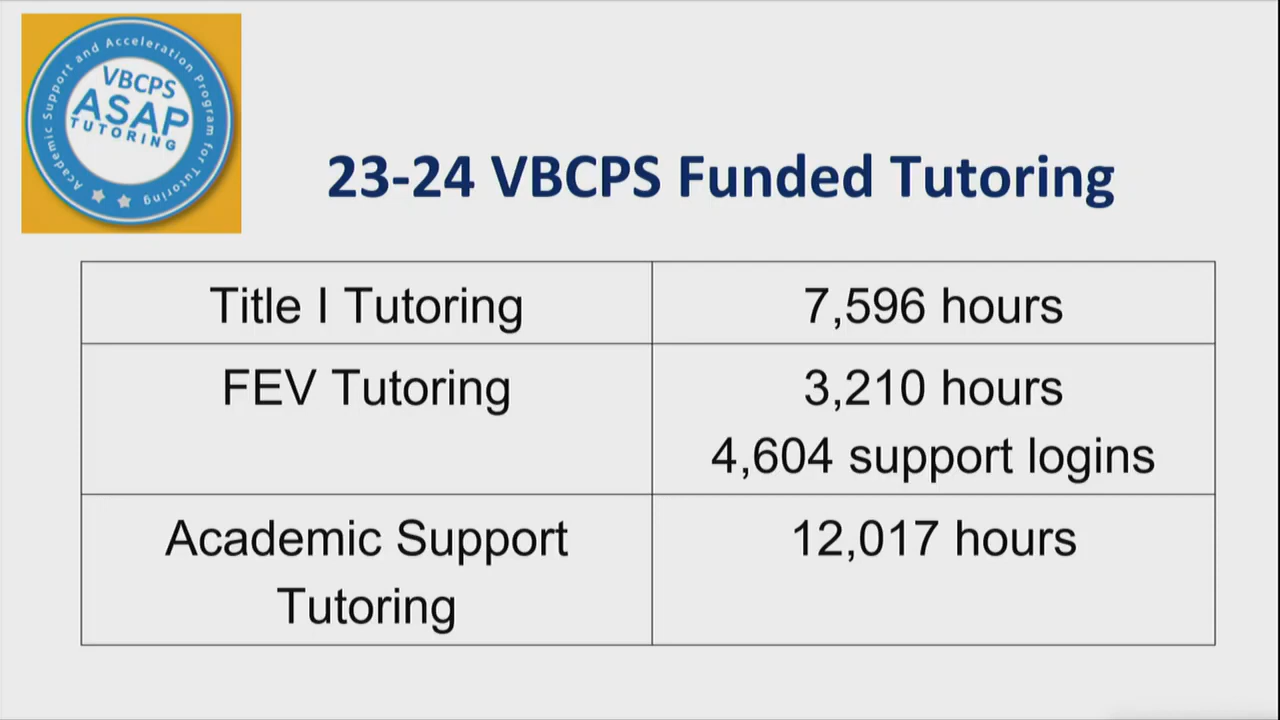 Academic Support and Acceleration Program for Tutoring
VBCPS
ASAP
TUTORING
23-24 VBCPS Funded Tutoring
Title I Tutoring
7,596 hours
FEV Tutoring
3,210 hours
4,604 support logins
Academic Support
Tutoring
12,017 hours